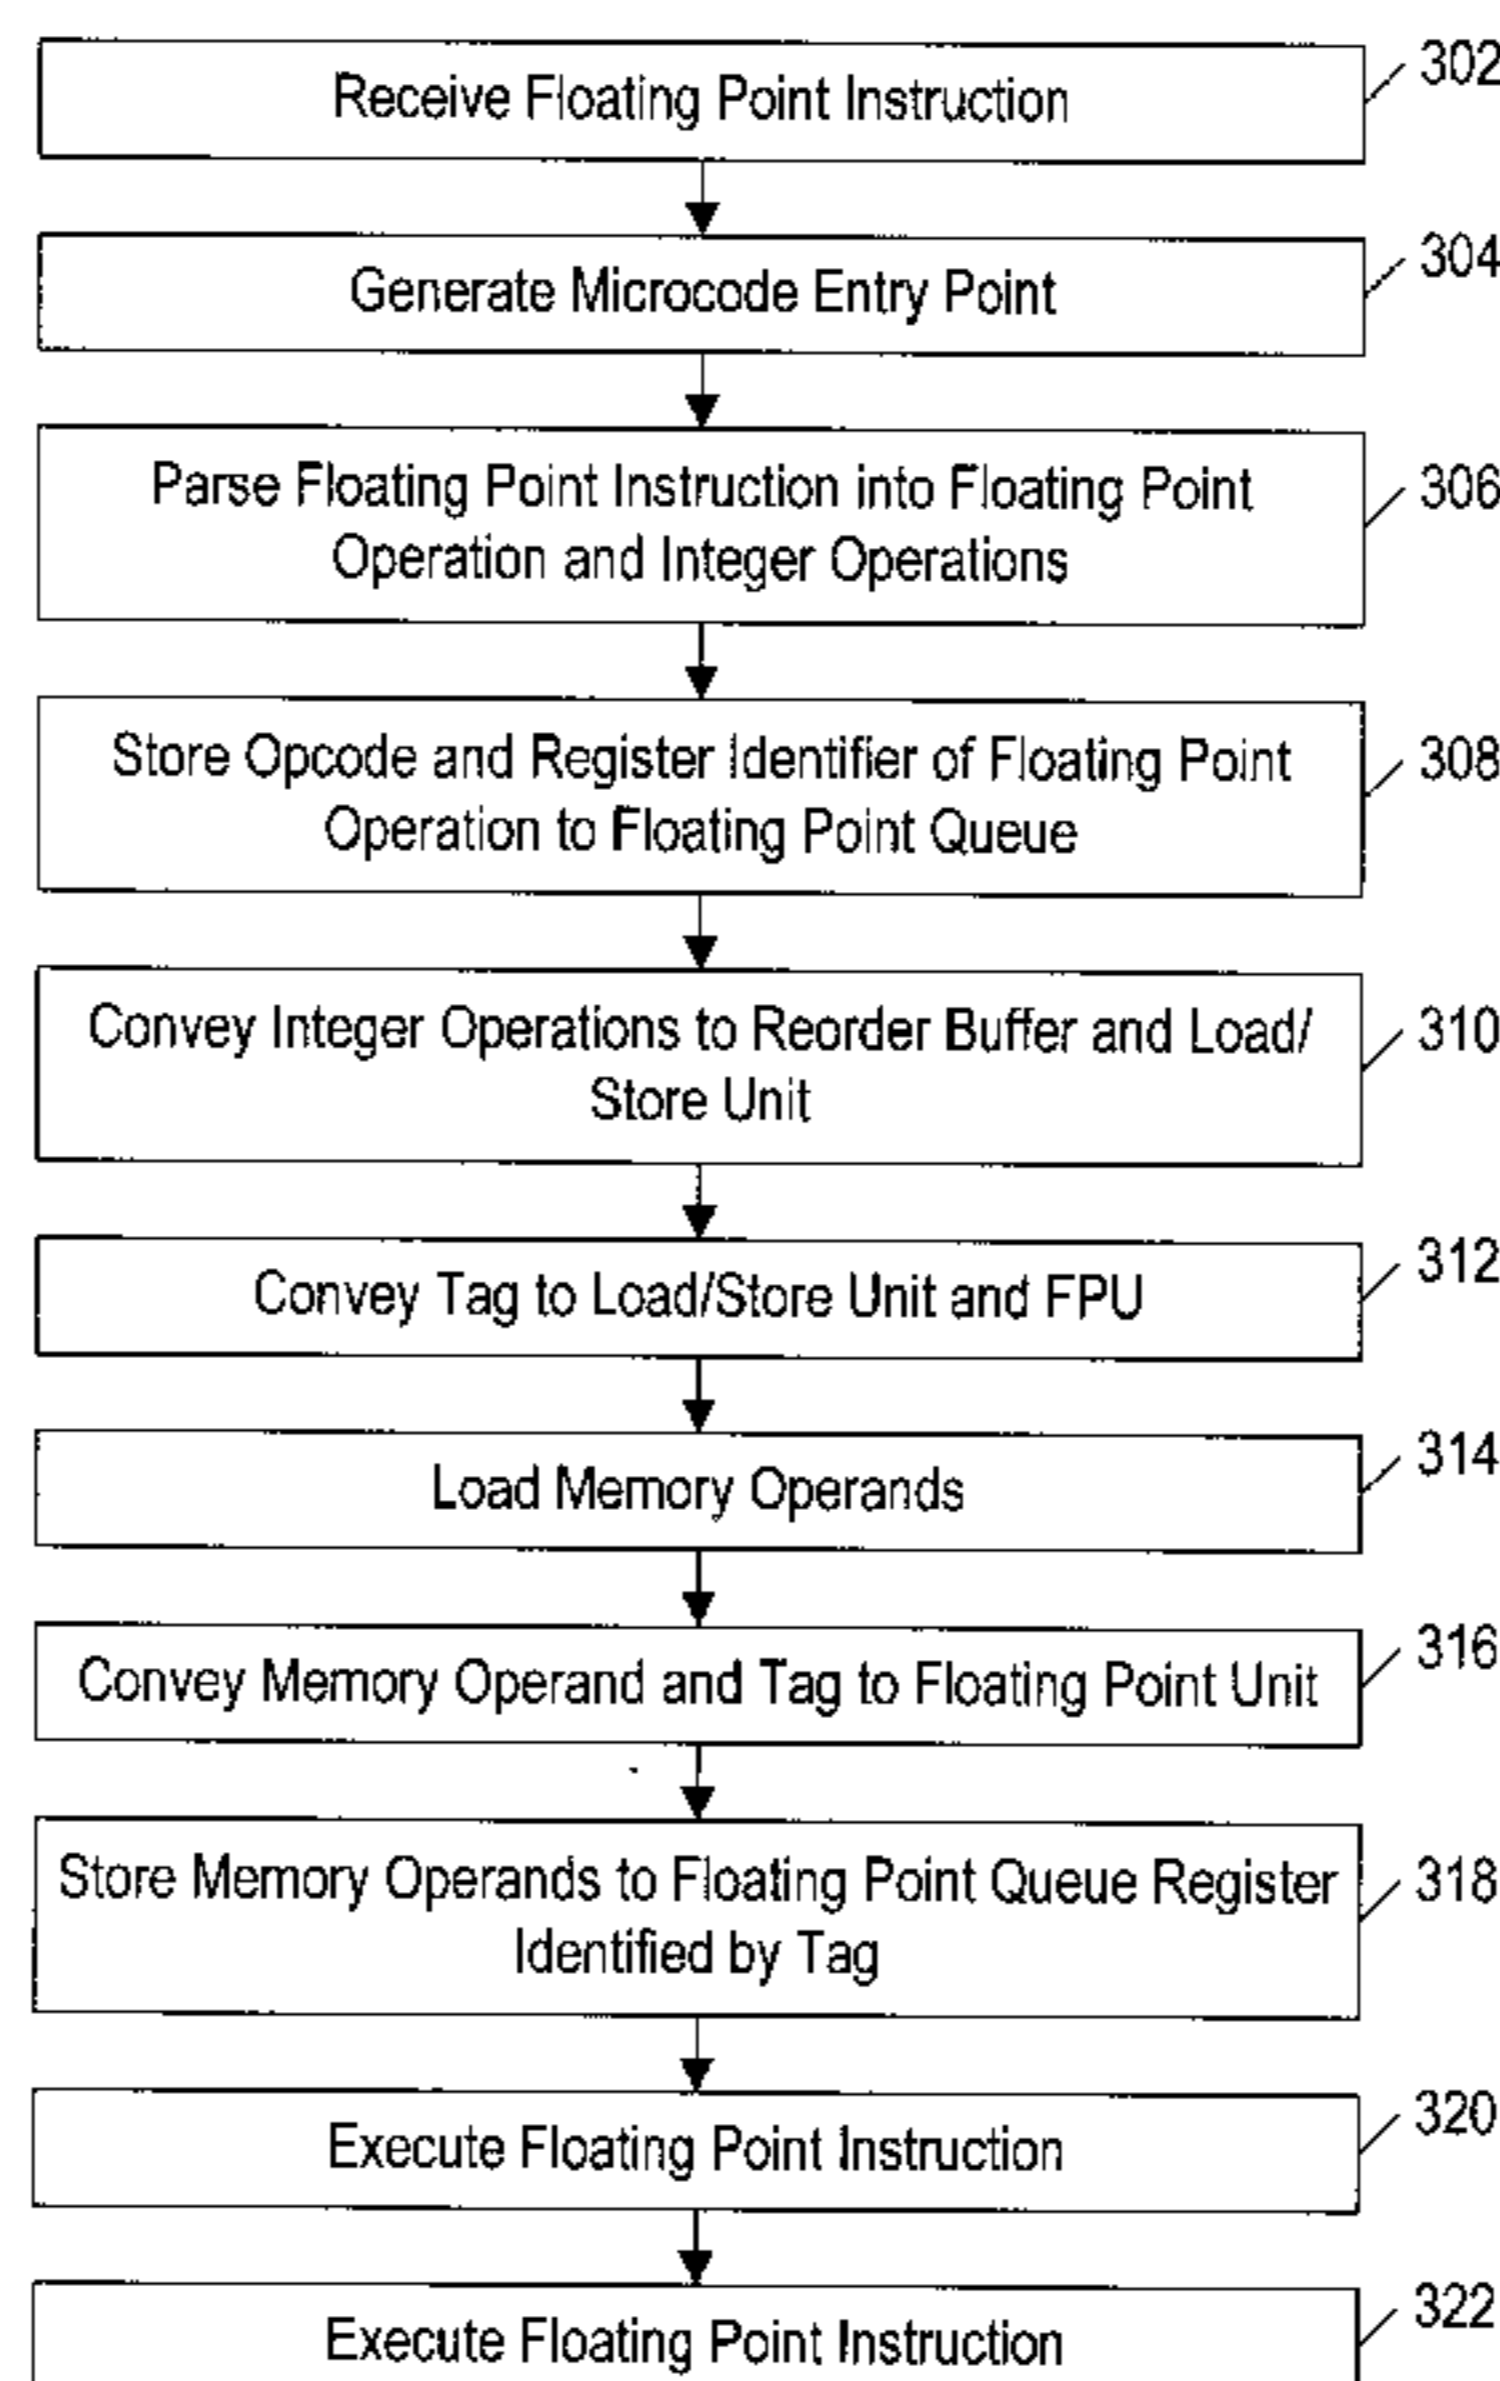 Receive Floating Point Instruction
302
Generate Microcode Entry Point
304
Parse Floating Point Instruction into Floating Point
Operation and Integer Operations
306
Store Opcode and Register Identifier of Floating Point
Operation to Floating Point Queue
308
Convey Integer Operations to Reorder Buffer and Load/
Store Unit
310
Convey Tag to Load/Store Unit and FPU
312
Load Memory Operands
314
Convey Memory Operand and Tag to Floating Point Unit
316
Store Memory Operands to Floating Point Queue Register
Identified by Tag
318
Execute Floating Point Instruction
320
Execute Floating Point Instruction
322